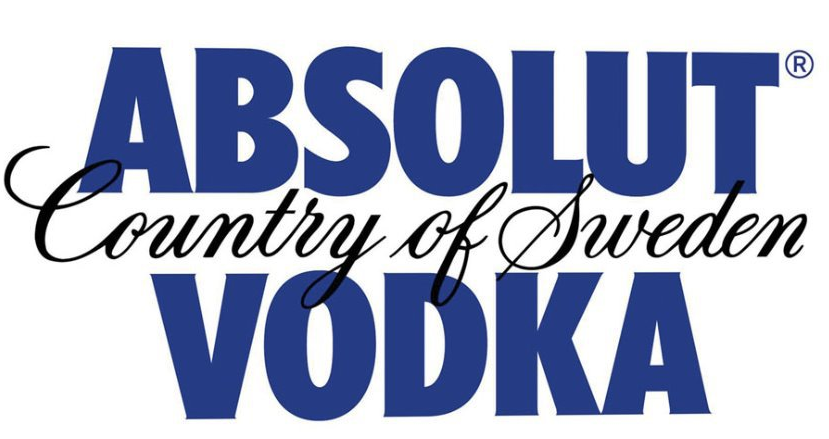 ABSOLUT®
Country of Sweden
VODKA